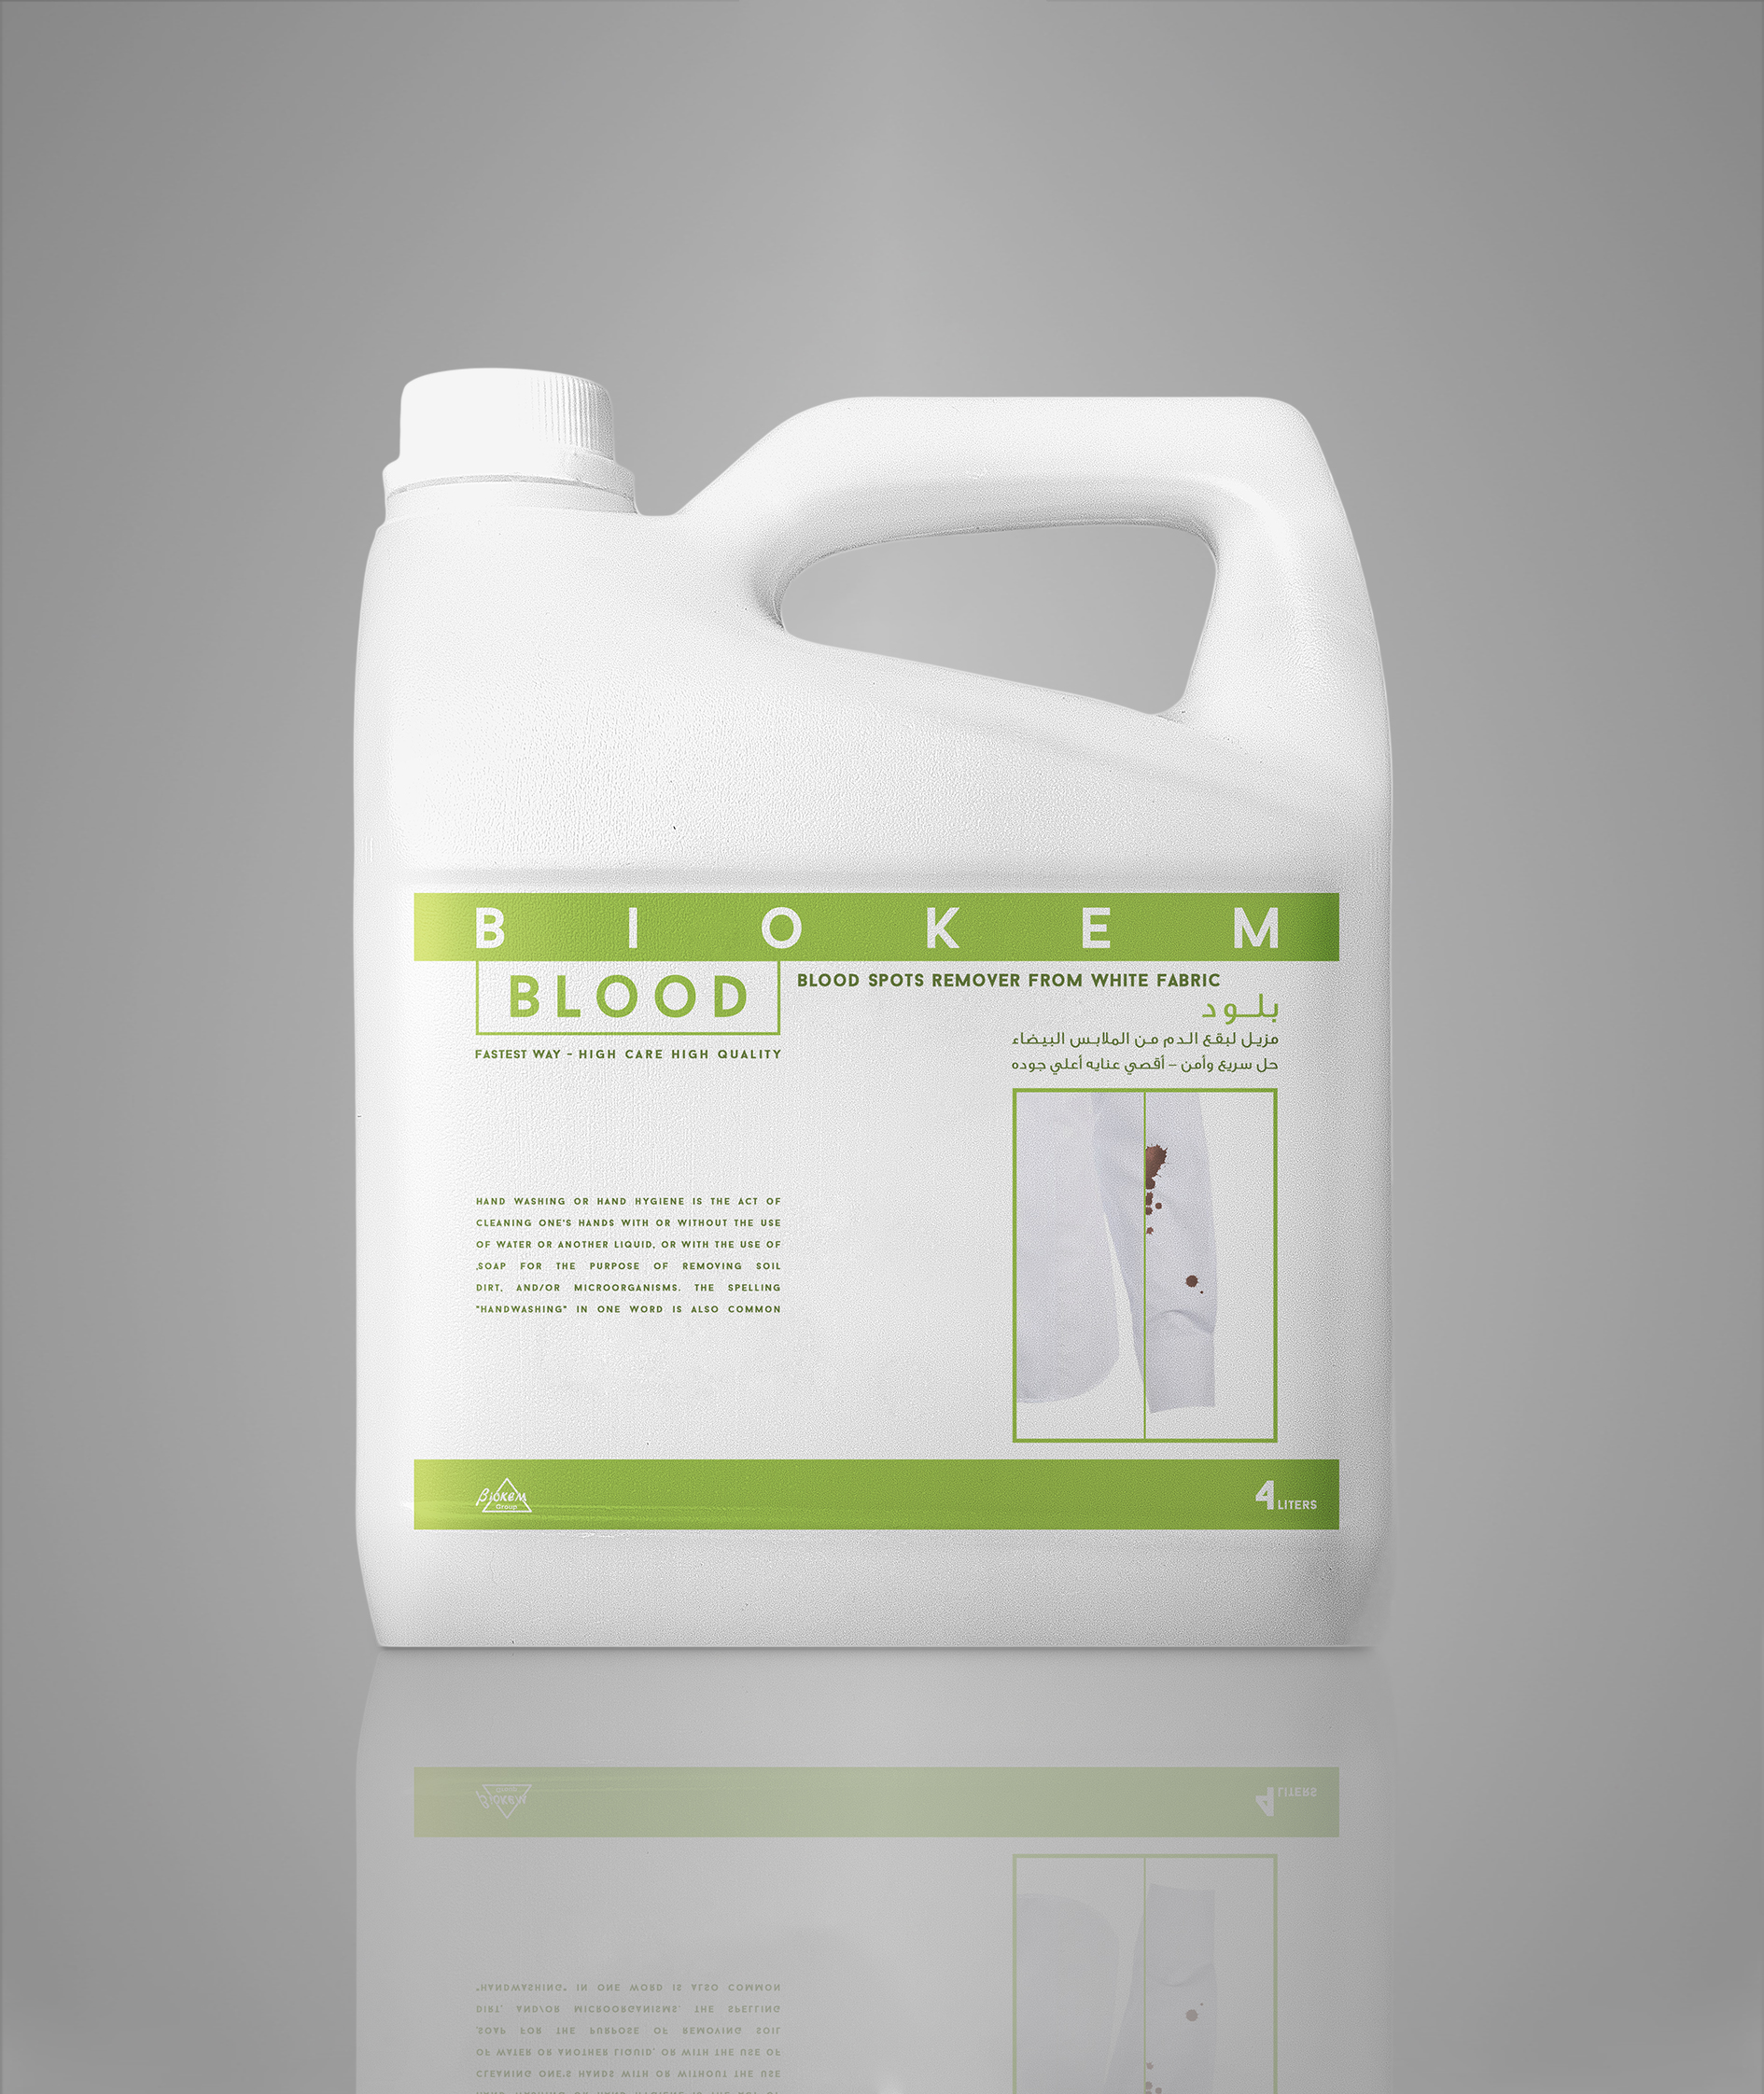 BIOKEM
BLOOD
BLOOD SPOTS REMOVER FROM WHITE FABRIC
بلـود
مزيـل لبقـع الـدم مـن الملابـس البيضاء
FASTEST WAY - HIGH CARE HIGH QUALITY
حل سريع وأمن – أقصي عنايه أعلي جوده
HAND WASHING OR HAND HYGIENE IS THE ACT OF
CLEANING ONE'S HANDS WITH OR WITHOUT THE USE
OF WATER OR ANOTHER LIQUID, OR WITH THE USE OF
,SOAP FOR THE PURPOSE OF REMOVING SOIL
DIRT, AND/OR MICROORGANISMS. THE SPELLING
"HANDWASHING" IN ONE WORD IS ALSO COMMON
BIOKEM
Group
4 LITERS